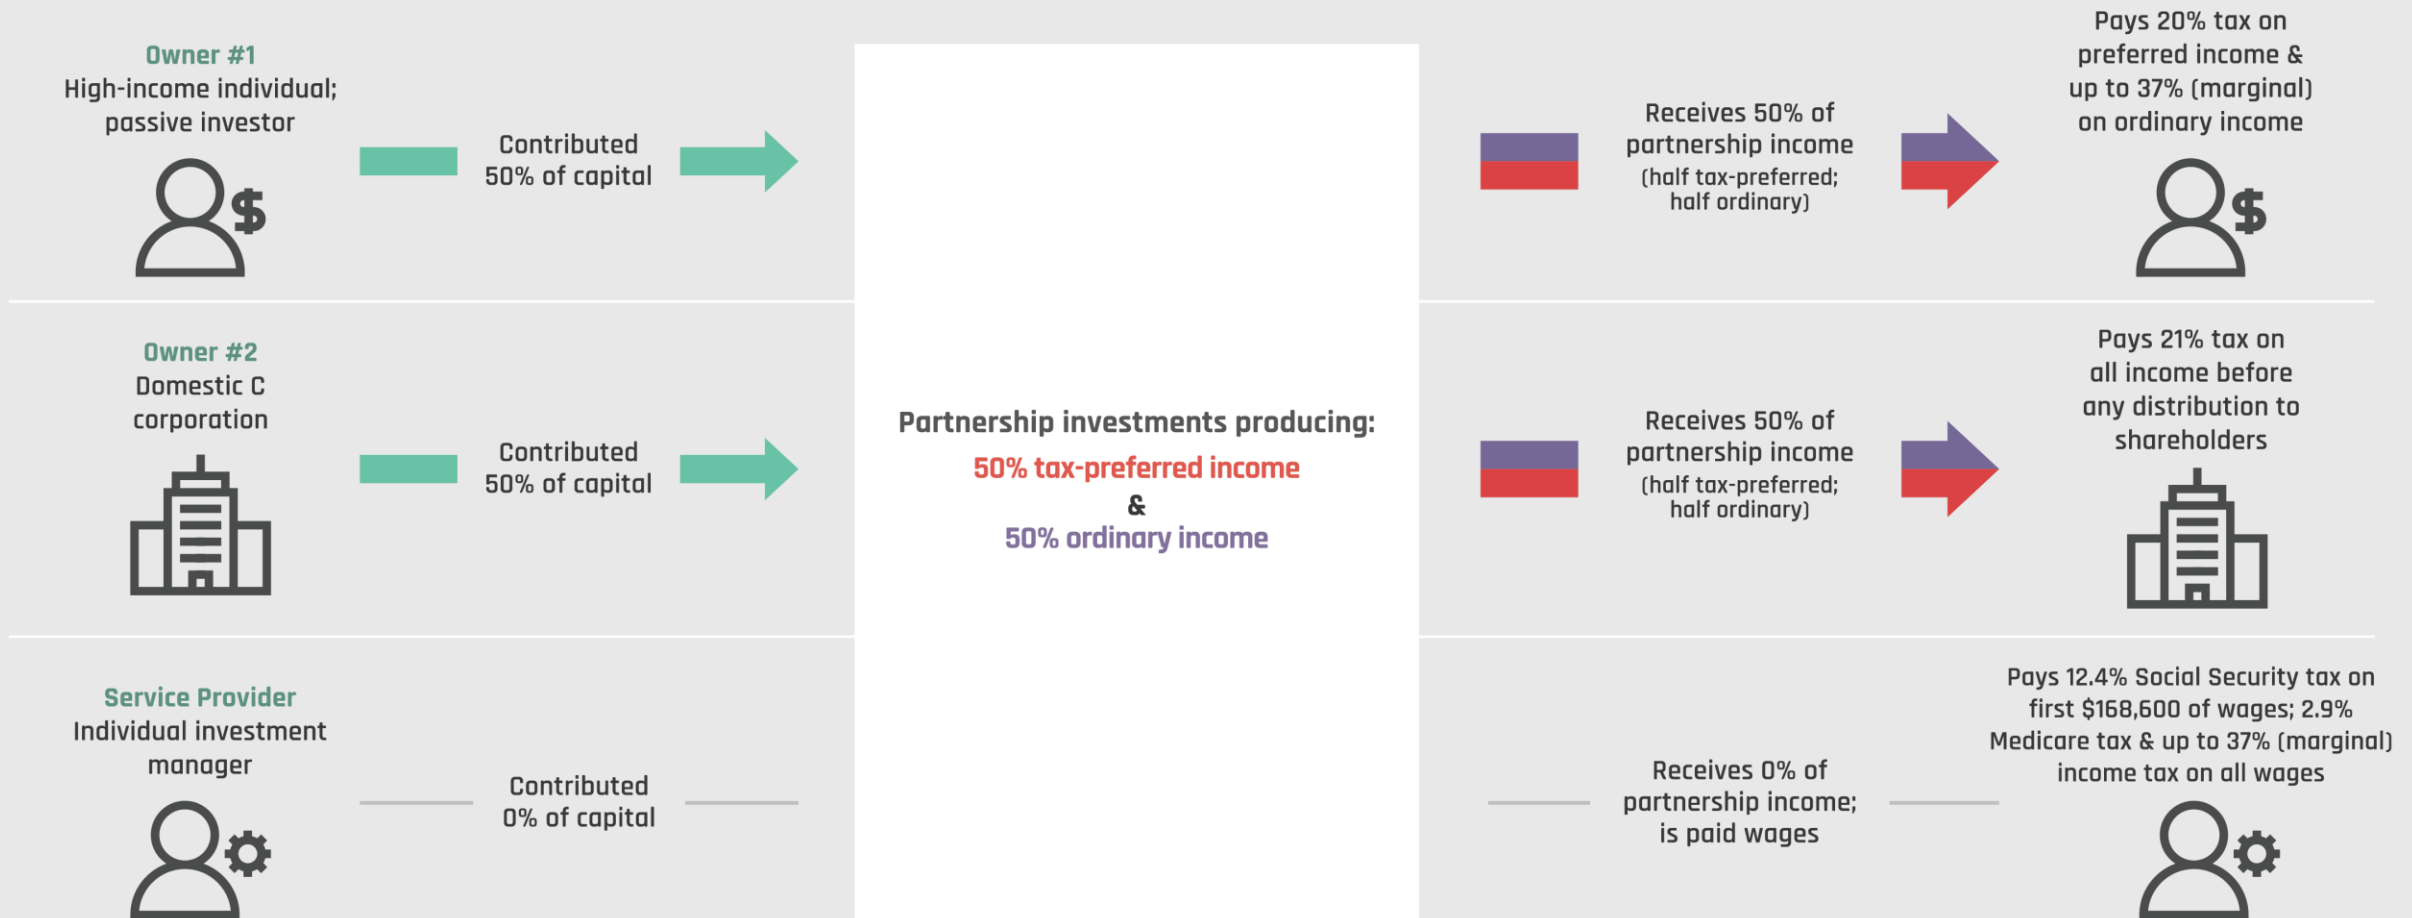 Owner #1
High-income individual;
passive investor
Contributed
50% of capital
Receives 50% of
partnership income
(half tax-preferred;
half ordinary)
Pays 20% tax on
preferred income &
up to 37% (marginal)
on ordinary income
$
$
Owner #2
Domestic C
corporation
Contributed
50% of capital
Partnership investments producing:
50% tax-preferred income
&
50% ordinary income
Receives 50% of
partnership income
(half tax-preferred;
half ordinary)
Pays 21% tax on
all income before
any distribution to
shareholders
Service Provider
Individual investment
manager
Contributed
0% of capital
Receives 0% of
partnership income;
is paid wages
Pays 12.4% Social Security tax on
first $168,600 of wages; 2.9%
Medicare tax & up to 37% (marginal)
income tax on all wages